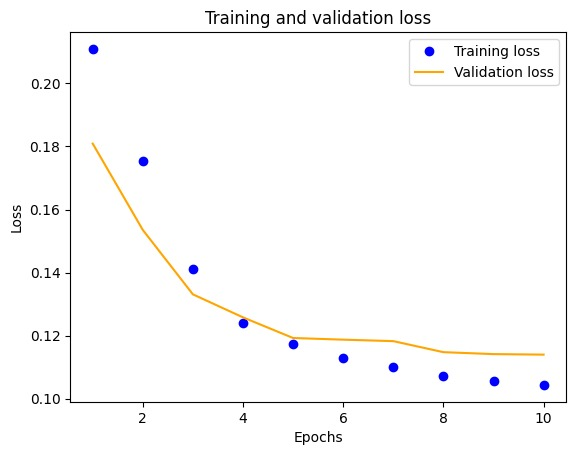 Training and validation loss
Training loss
Validation loss
Loss
0.20
0.18
0.16
0.14
0.12
0.10
2
4
6
8
10
Epochs